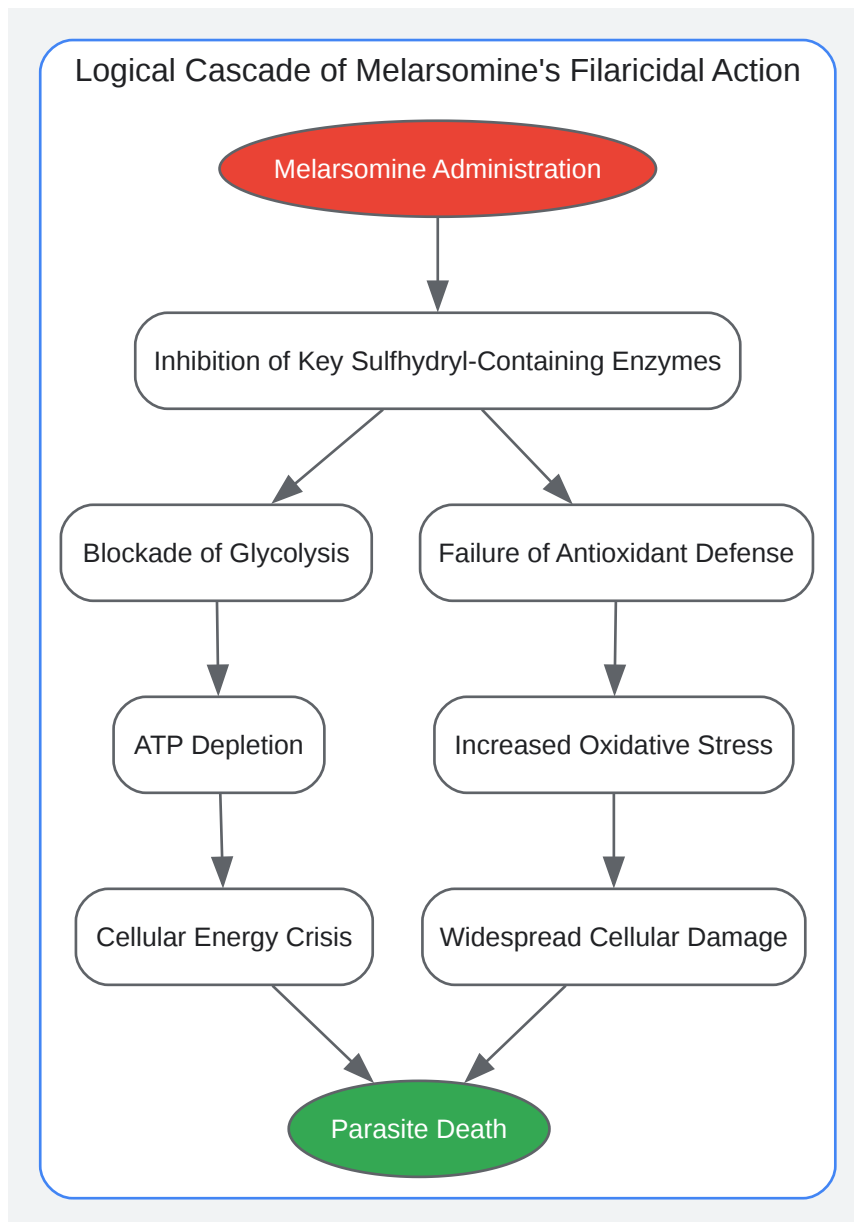 Logical Cascade of Melarsomine's Filaricidal Action
Melarsomine Administration
Inhibition of Key Sulfhydryl-Containing Enzymes
Blockade of Glycolysis
Failure of Antioxidant Defense
ATP Depletion
Increased Oxidative Stress
Cellular Energy Crisis
Widespread Cellular Damage
Parasite Death